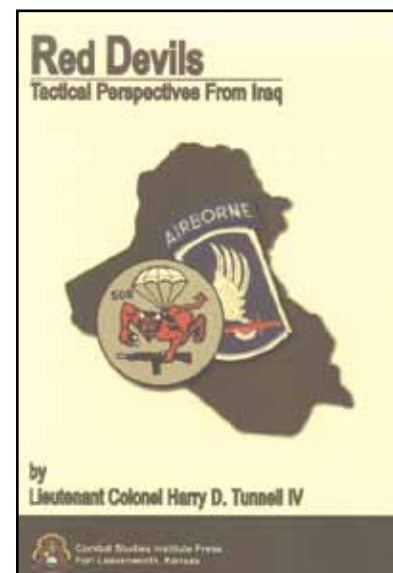 Red Devils
Tactical Perspectives From Iraq
AIRBORNE
508
by
Lieutenant Colonel Harry D. Tunnell IV
Combat Studies Institute Press
Fort Leavenworth, Kansas